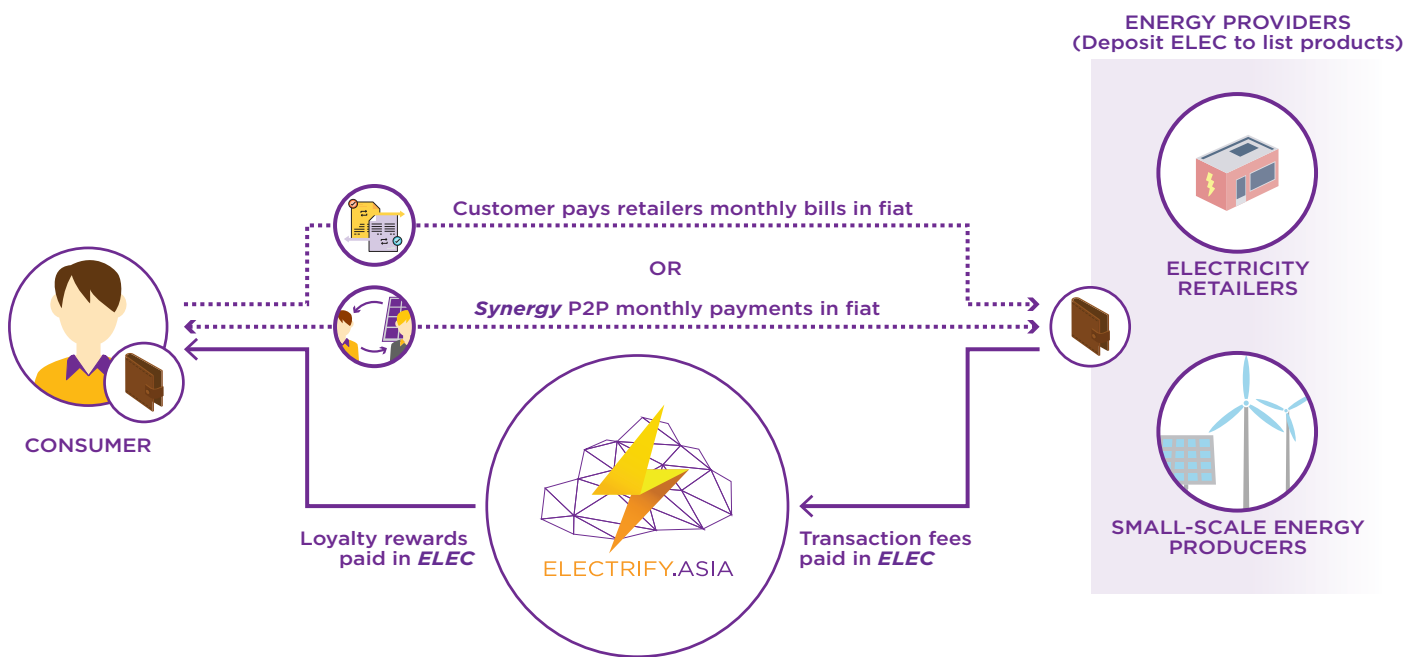 ENERGY PROVIDERS
(Deposit ELEC to list products)
Customer pays retailers monthly bills in fiat
OR
Synergy P2P monthly payments in fiat
ELECTRICITY
RETAILERS
CONSUMER
Loyalty rewards
paid in ELEC
ELECTRIFY.ASIA
Transaction fees
paid in ELEC
SMALL-SCALE ENERGY
PRODUCERS